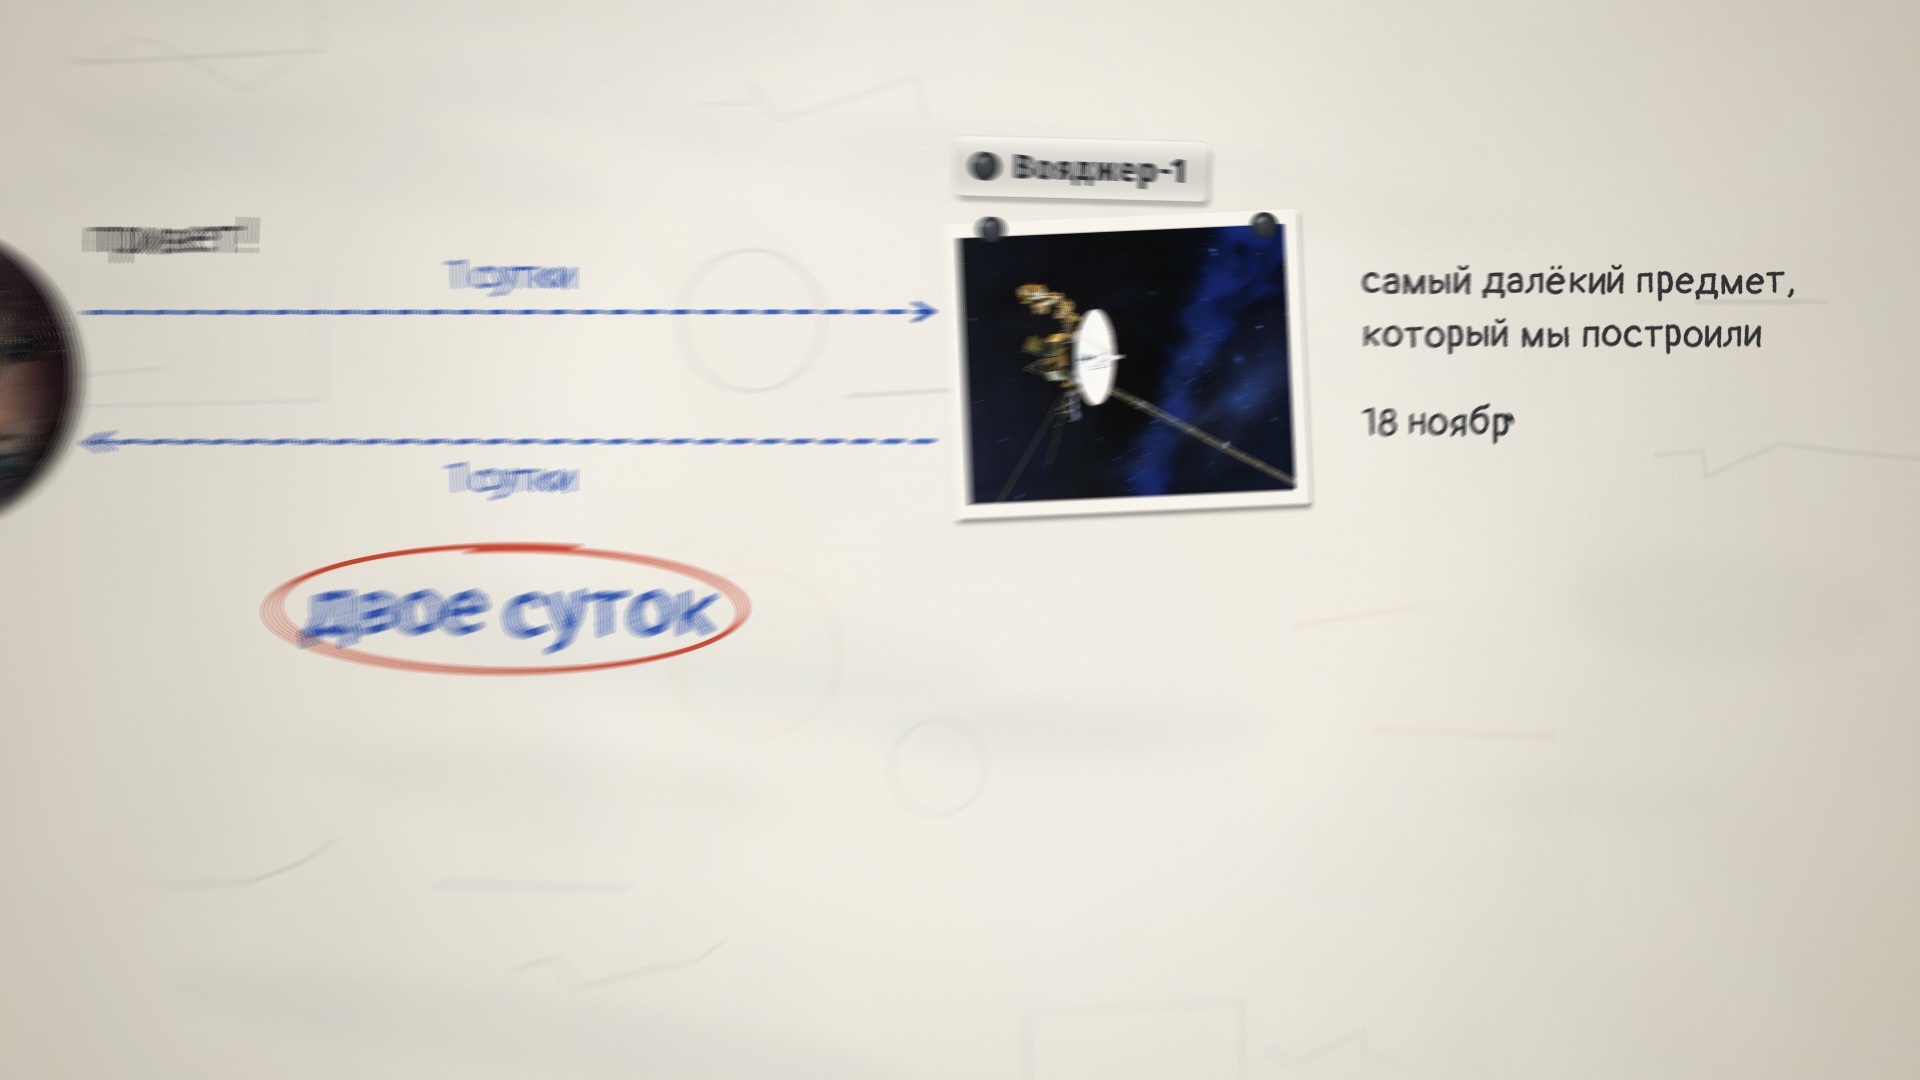 Вояджер-1
привет!
1 сутки
самый далёкий предмет,
который мы построили
18 ноябр
1 сутки
двое суток